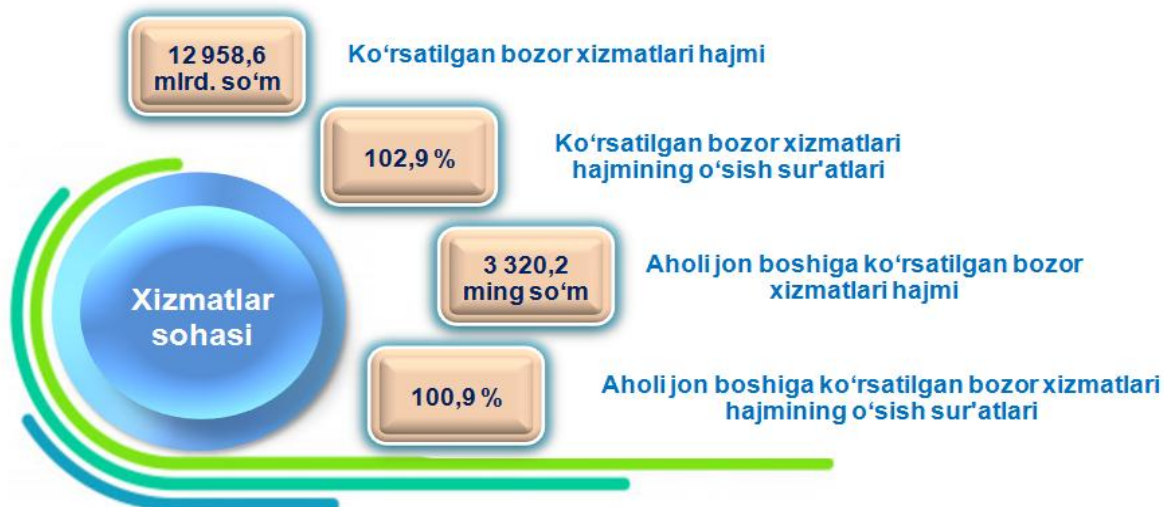 12 958,6
mlrd. so‘m
Ko‘rsatilgan bozor xizmatlari hajmi
102,9 %
Ko‘rsatilgan bozor xizmatlari
hajmining o‘sish sur'atlari
3 320,2
ming so‘m
Aholi jon boshiga ko‘rsatilgan bozor
xizmatlari hajmi
Xizmatlar
sohasi
100,9 %
Aholi jon boshiga ko‘rsatilgan bozor xizmatlari
hajmining o‘sish sur'atlari